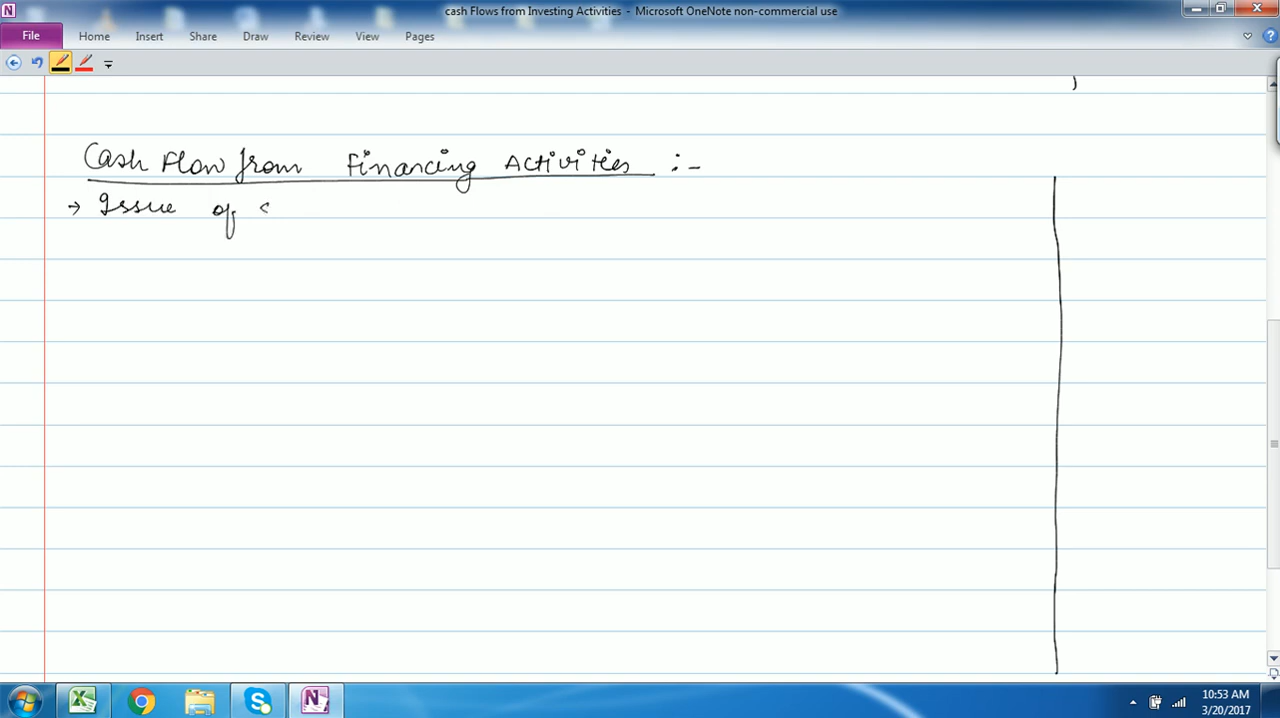 cash Flows from Investing Activities - Microsoft OneNote non-commercial use
File Home Insert Share Draw Review View Pages
Cash Flow from Financing Activities :-
→ Issue of
10:53 AM
3/20/2017